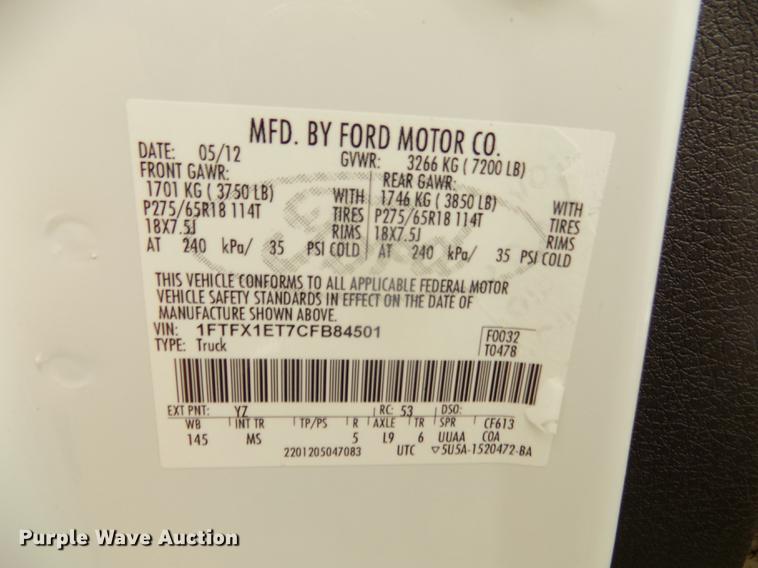 MFD. BY FORD MOTOR CO.
DATE: 05/12 GVWR: 3266 KG ( 7200 LB)
FRONT GAWR: REAR GAWR:
1701 KG ( 3750 LB) WITH 1746 KG ( 3850 LB) WITH
P275/65R18 114T TIRES P275/65R18 114T TIRES
18X7.5J RIMS 18X7.5J RIMS
AT 240 kPa/ 35 PSI COLD AT 240 kPa/ 35 PSI COLD
THIS VEHICLE CONFORMS TO ALL APPLICABLE FEDERAL MOTOR
VEHICLE SAFETY STANDARDS IN EFFECT ON THE DATE OF
MANUFACTURE SHOWN ABOVE.
VIN: 1FTFX1ET7CFB84501 F0032
TYPE: Truck T0478
EXT PNT: YZ RC: 53 DSO:
WB INT TR TP/PS R AXLE TR SPR CF613
145 MS 5 L9 6 UUAA COA
2201205047083 UTC ▽5U5A-1520472-BA
Purple Wave Auction